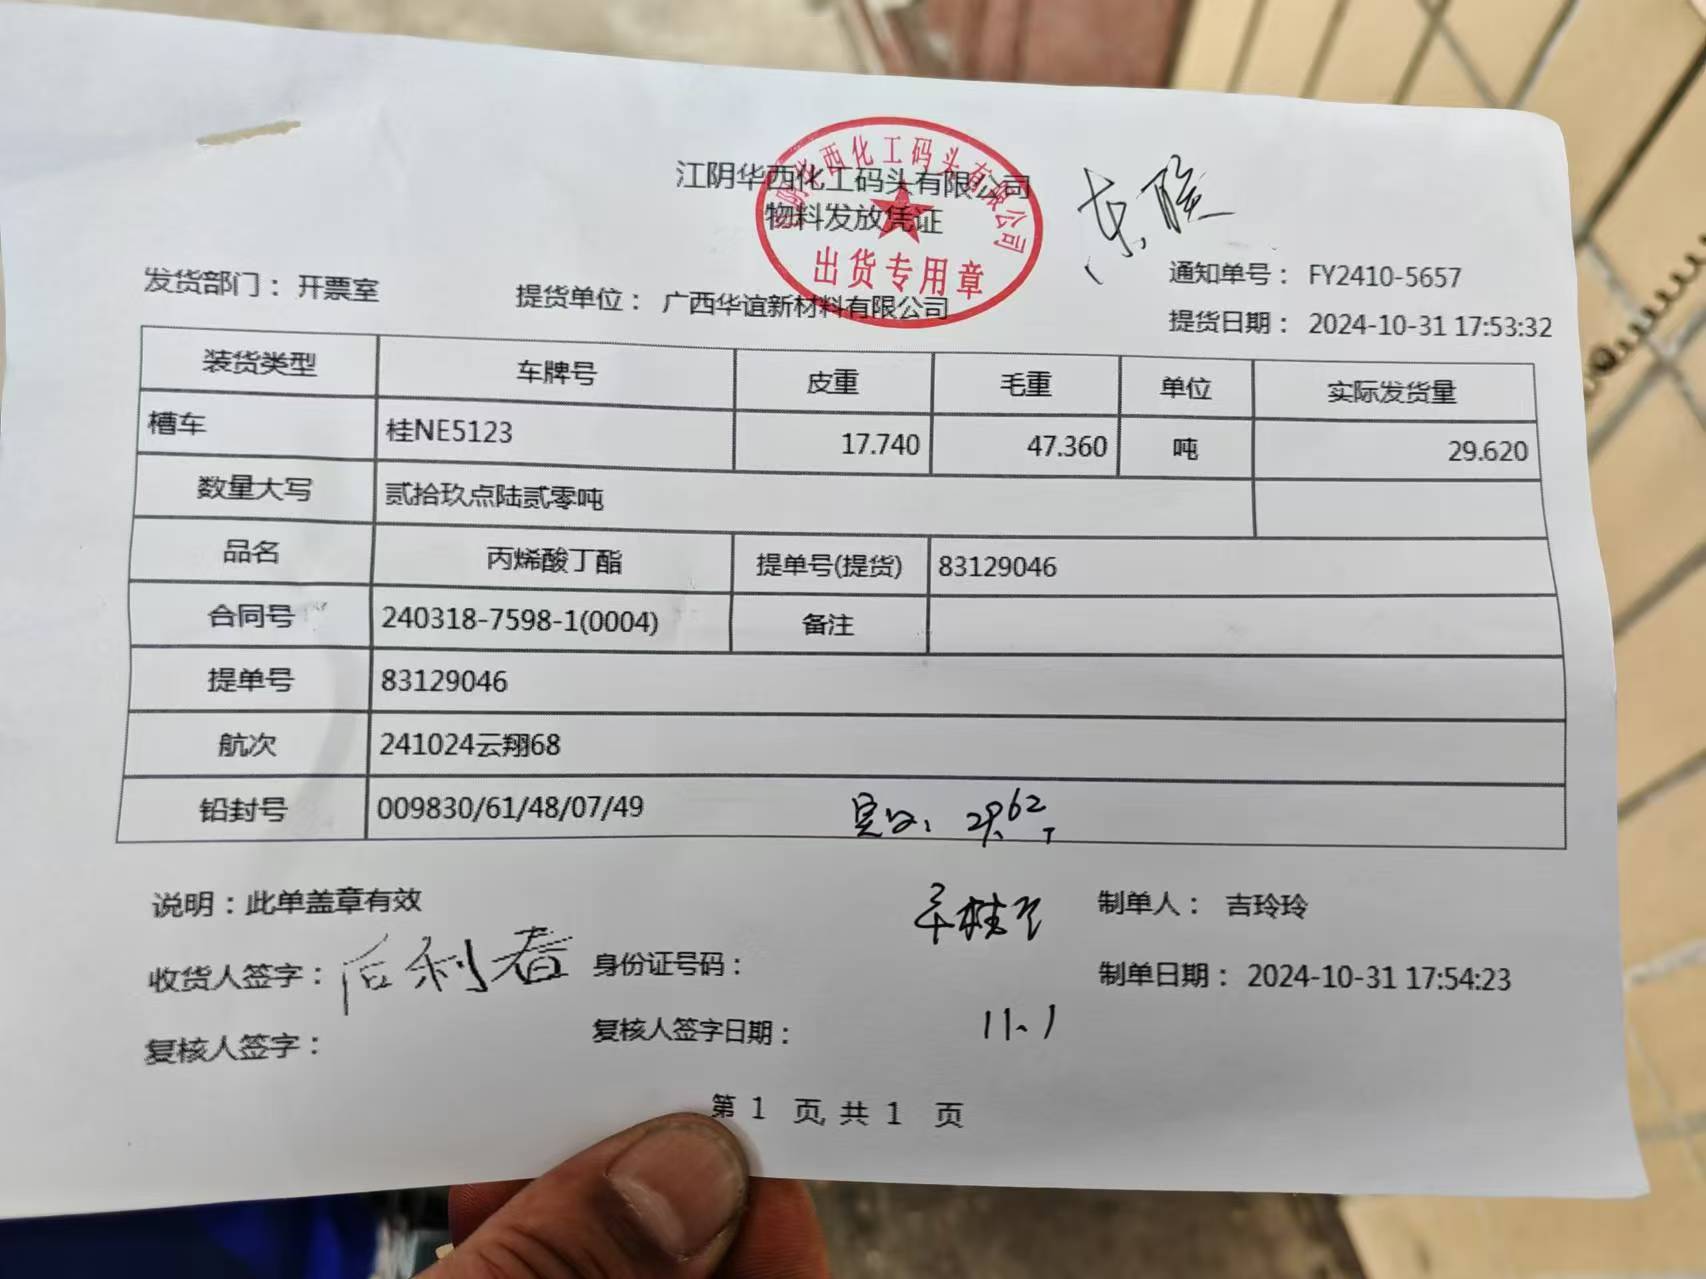 江阴华西化工码头有限公司
物料发放凭证
江阴华西化工码头有限公司
出货专用章
通知单号： FY2410-5657
发货部门： 开票室 提货单位： 广西华谊新材料有限公司 提货日期： 2024-10-31 17:53:32
装货类型 车牌号 皮重 毛重 单位 实际发货量
槽车 桂NE5123 17.740 47.360 吨 29.620
数量大写 贰拾玖点陆贰零吨
品名 丙烯酸丁酯 提单号(提货) 83129046
合同号 240318-7598-1(0004) 备注
提单号 83129046
航次 241024云翔68
铅封号 009830/61/48/07/49
29.62T
说明：此单盖章有效 制单人： 吉玲玲
收货人签字： 身份证号码： 制单日期： 2024-10-31 17:54:23
复核人签字： 复核人签字日期： 11.1
第 1 页,共 1 页